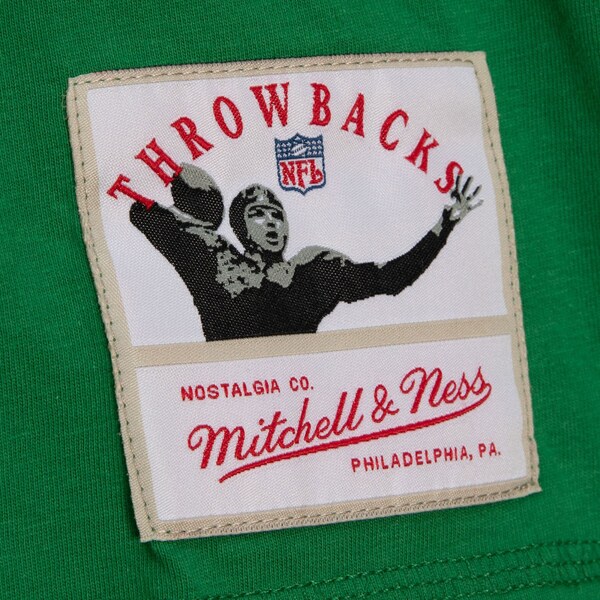 THROWBACKS
NFL
NOSTALGIA CO.
Mitchell & Ness
PHILADELPHIA, PA.